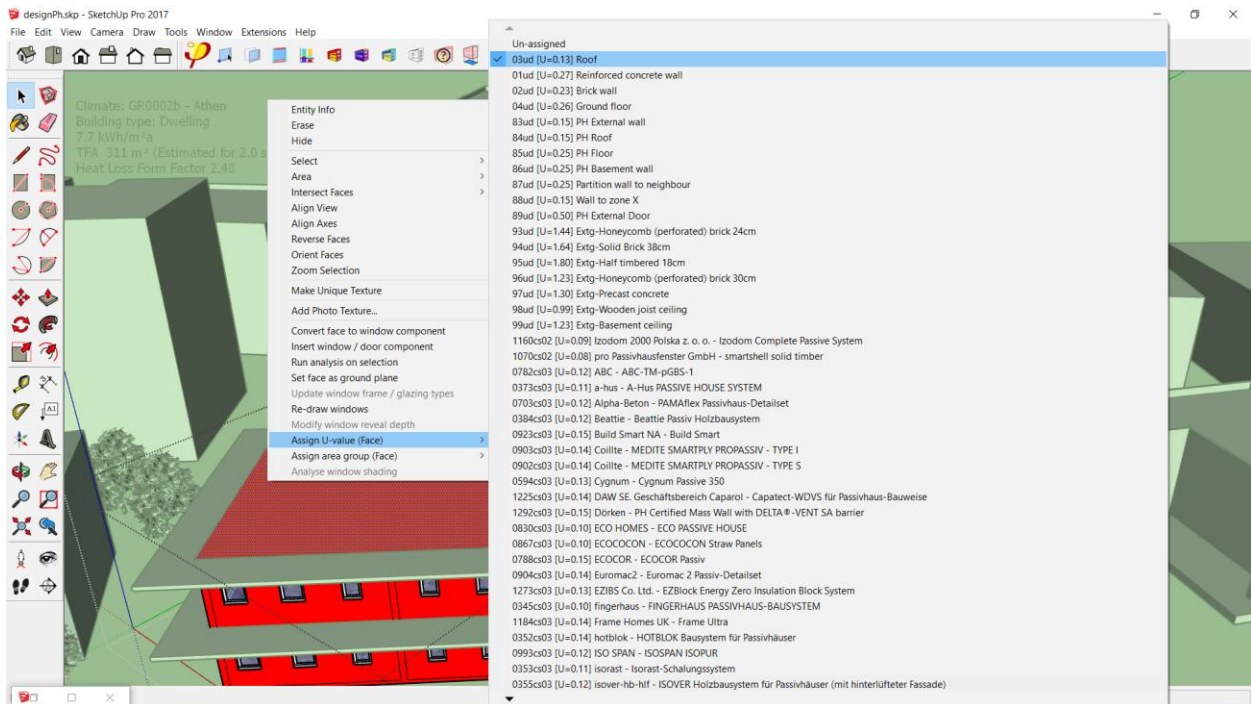 designPh.skp - SketchUp Pro 2017
File Edit View Camera Draw Tools Window Extensions Help
Climate: GR0002b - Athen
Building type: Dwelling
7.7 kWh/m²a
TFA 311 m² (Estimated for 2.0 s
Heat Loss Form Factor 2.48
A1
Entity Info
Erase
Hide
Select
Area
Intersect Faces
Align View
Align Axes
Reverse Faces
Orient Faces
Zoom Selection
Make Unique Texture
Add Photo Texture...
Convert face to window component
Insert window / door component
Run analysis on selection
Set face as ground plane
Update window frame / glazing types
Re-draw windows
Modify window reveal depth
Assign U-value (Face)
Assign area group (Face)
Analyse window shading
Un-assigned
03ud [U=0.13] Roof
01ud [U=0.27] Reinforced concrete wall
02ud [U=0.23] Brick wall
04ud [U=0.26] Ground floor
83ud [U=0.15] PH External wall
84ud [U=0.15] PH Roof
85ud [U=0.25] PH Floor
86ud [U=0.25] PH Basement wall
87ud [U=0.25] Partition wall to neighbour
88ud [U=0.15] Wall to zone X
89ud [U=0.50] PH External Door
93ud [U=1.44] Extg-Honeycomb (perforated) brick 24cm
94ud [U=1.64] Extg-Solid Brick 38cm
95ud [U=1.80] Extg-Half timbered 18cm
96ud [U=1.23] Extg-Honeycomb (perforated) brick 30cm
97ud [U=1.30] Extg-Precast concrete
98ud [U=0.99] Extg-Wooden joist ceiling
99ud [U=1.23] Extg-Basement ceiling
1160cs02 [U=0.09] Izodom 2000 Polska z. o. o. - Izodom Complete Passive System
1070cs02 [U=0.08] pro Passivhausfenster GmbH - smartshell solid timber
0782cs03 [U=0.12] ABC - ABC-TM-pGBS-1
0373cs03 [U=0.11] a-hus - A-Hus PASSIVE HOUSE SYSTEM
0703cs03 [U=0.12] Alpha-Beton - PAMAflex Passivhaus-Detailset
0384cs03 [U=0.12] Beattie - Beattie Passiv Holzbausystem
0923cs03 [U=0.15] Build Smart NA - Build Smart
0903cs03 [U=0.14] Coillte - MEDITE SMARTPLY PROPASSIV - TYPE I
0902cs03 [U=0.14] Coillte - MEDITE SMARTPLY PROPASSIV - TYPE S
0594cs03 [U=0.13] Cygnum - Cygnum Passive 350
1225cs03 [U=0.14] DAW SE. Geschäftsbereich Caparol - Capatect-WDVS für Passivhaus-Bauweise
1292cs03 [U=0.15] Dörken - PH Certified Mass Wall with DELTA®-VENT SA barrier
0830cs03 [U=0.10] ECO HOMES - ECO PASSIVE HOUSE
0867cs03 [U=0.10] ECOCOCON - ECOCOCON Straw Panels
0788cs03 [U=0.15] ECOCOR - ECOCOR Passiv
0904cs03 [U=0.14] Euromac2 - Euromac 2 Passiv-Detailset
1273cs03 [U=0.13] EZIBS Co. Ltd. - EZBlock Energy Zero Insulation Block System
0345cs03 [U=0.10] fingerhaus - FINGERHAUS PASSIVHAUS-BAUSYSTEM
1184cs03 [U=0.14] Frame Homes UK - Frame Ultra
0352cs03 [U=0.14] hotblok - HOTBLOK Bausystem für Passivhäuser
0993cs03 [U=0.12] ISO SPAN - ISOSPAN ISOPUR
0353cs03 [U=0.11] isorast - Isorast-Schalungssystem
0355cs03 [U=0.12] isover-hb-hlf - ISOVER Holzbausystem für Passivhäuser (mit hinterlüfteter Fassade)